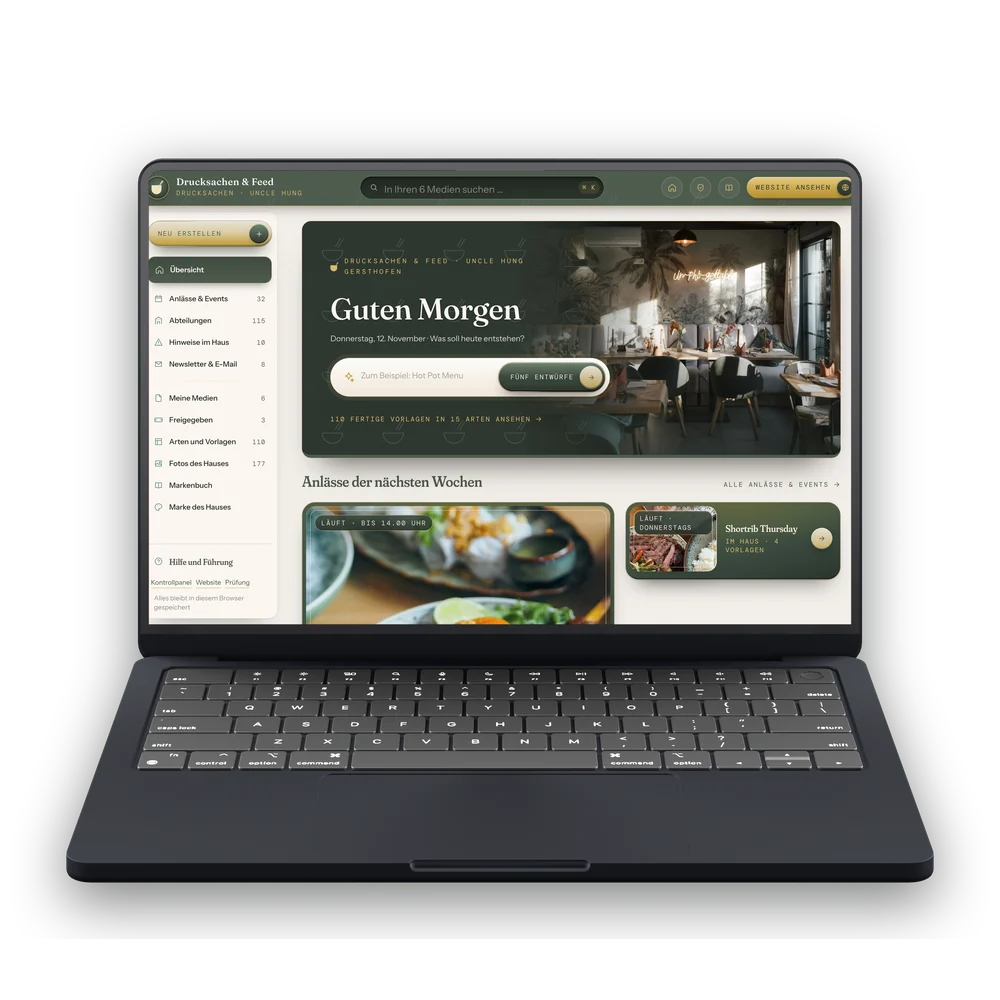 Drucksachen & Feed
DRUCKSACHEN · UNCLE HUNG
In Ihren 6 Medien suchen ...
⌘ K
WEBSITE ANSEHEN
NEU ERSTELLEN
Übersicht
Anlässe & Events 32
Abteilungen 115
Hinweise im Haus 10
Newsletter & E-Mail 8
Meine Medien 6
Freigegeben 3
Arten und Vorlagen 110
Fotos des Hauses 177
Markenbuch
Marke des Hauses
Hilfe und Führung
Kontrollpanel Website Prüfung
Alles bleibt in diesem Browser
gespeichert
DRUCKSACHEN & FEED · UNCLE HUNG
GERSTHOFEN
Guten Morgen
Donnerstag, 12. November · Was soll heute entstehen?
Zum Beispiel: Hot Pot Menu
FÜNF ENTWÜRFE →
110 FERTIGE VORLAGEN IN 15 ARTEN ANSEHEN →
Anlässe der nächsten Wochen
ALLE ANLÄSSE & EVENTS →
LÄUFT · BIS 14.00 UHR
LÄUFT ·
DONNERSTAGS
Shortrib Thursday
IM HAUS · 4
VORLAGEN
esc
delete
tab Q W E R T Y U I O P
caps lock A S D F G H J K L return
shift Z X C V B N M shift
fn control option command command option